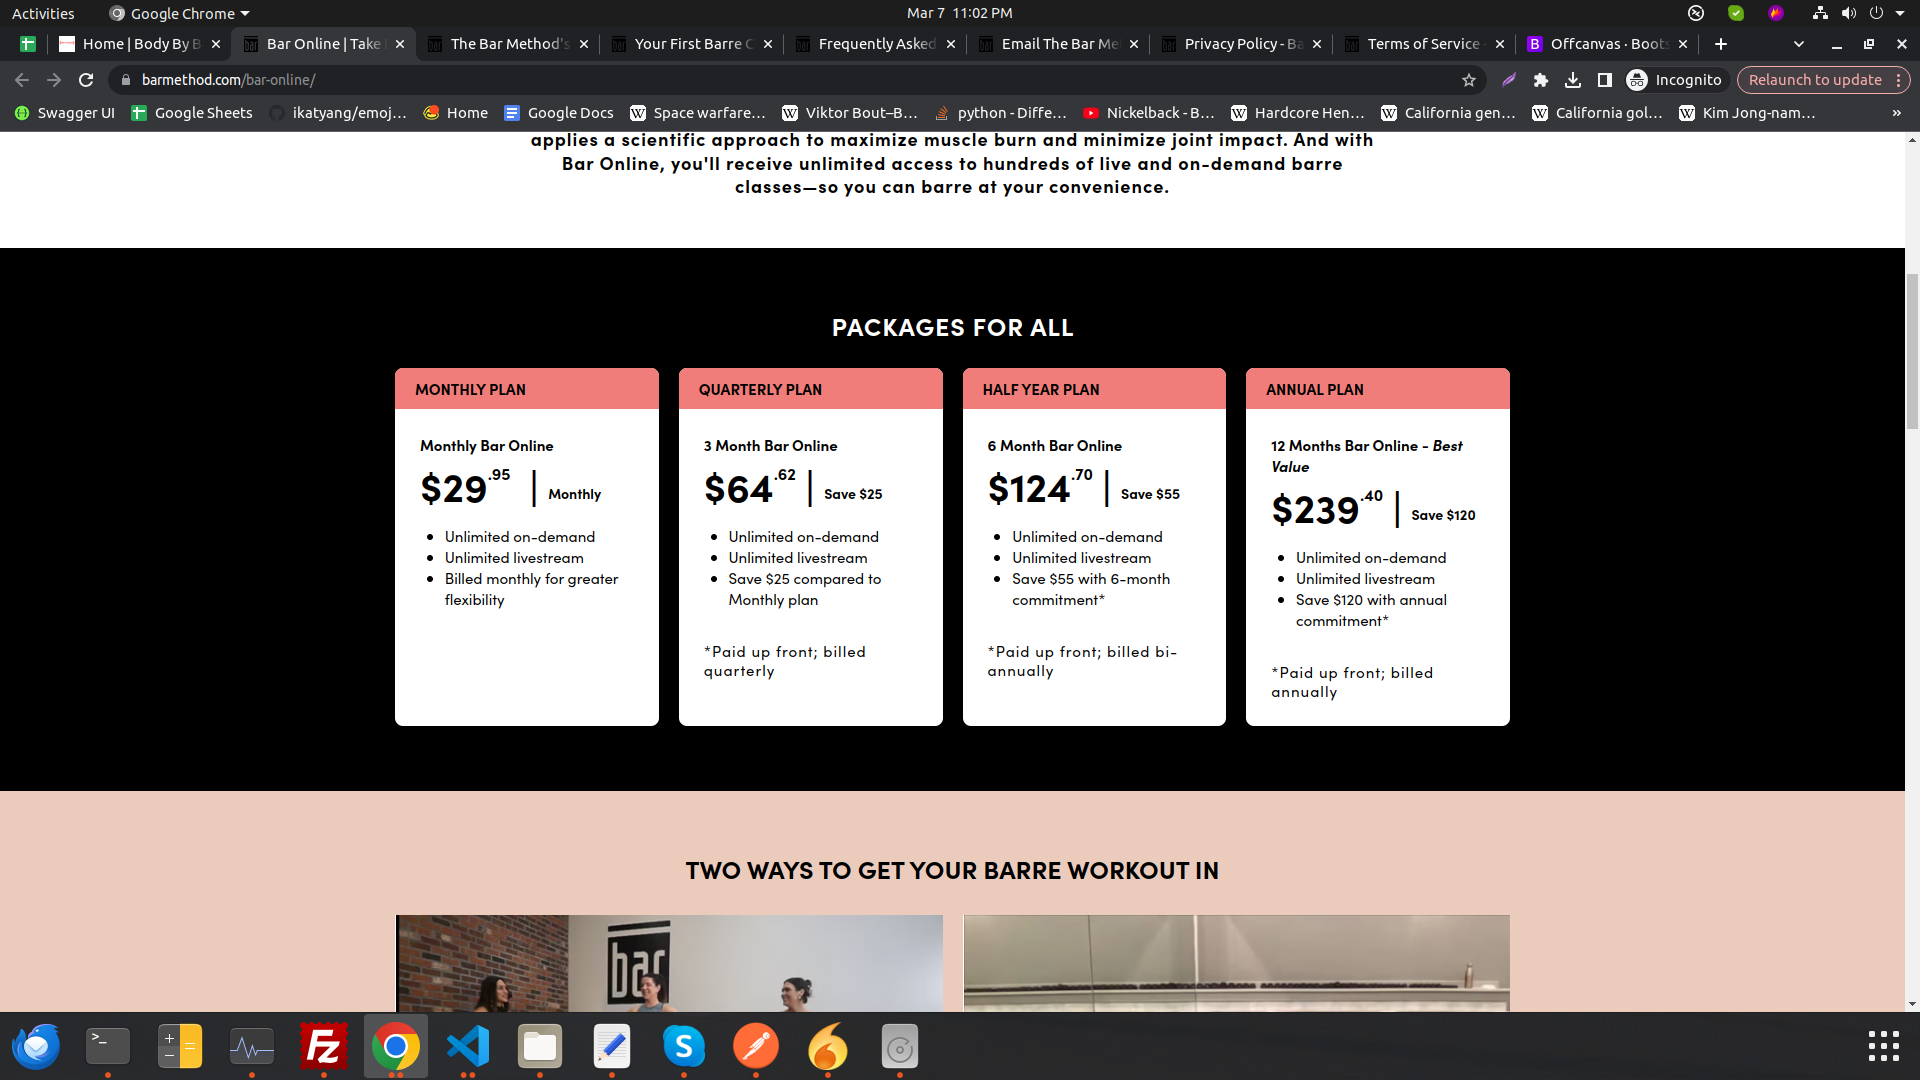 Activities
Google Chrome
Mar 7 11:02 PM
Home | Body By B
Bar Online | Take
The Bar Method's
Your First Barre C
Frequently Asked
Email The Bar Me
Privacy Policy - Ba
Terms of Service -
B
Offcanvas · Boots
barmethod.com/bar-online/
Incognito
Relaunch to update
Swagger UI
Google Sheets
ikatyang/emoj...
Home
Google Docs
W
Space warfare...
W
Viktor Bout–B...
python - Diffe...
Nickelback - B...
W
Hardcore Hen...
W
California gen...
W
California gol...
W
Kim Jong-nam...
»
applies a scientific approach to maximize muscle burn and minimize joint impact. And with
Bar Online, you'll receive unlimited access to hundreds of live and on-demand barre
classes—so you can barre at your convenience.
PACKAGES FOR ALL
MONTHLY PLAN
Monthly Bar Online
$29.95 | Monthly
• Unlimited on-demand
• Unlimited livestream
• Billed monthly for greater
flexibility
QUARTERLY PLAN
3 Month Bar Online
$64.62 | Save $25
• Unlimited on-demand
• Unlimited livestream
• Save $25 compared to
Monthly plan
*Paid up front; billed
quarterly
HALF YEAR PLAN
6 Month Bar Online
$124.70 | Save $55
• Unlimited on-demand
• Unlimited livestream
• Save $55 with 6-month
commitment*
*Paid up front; billed bi-
annually
ANNUAL PLAN
12 Months Bar Online - Best
Value
$239.40 | Save $120
• Unlimited on-demand
• Unlimited livestream
• Save $120 with annual
commitment*
*Paid up front; billed
annually
TWO WAYS TO GET YOUR BARRE WORKOUT IN
bar
>_
Fz
S